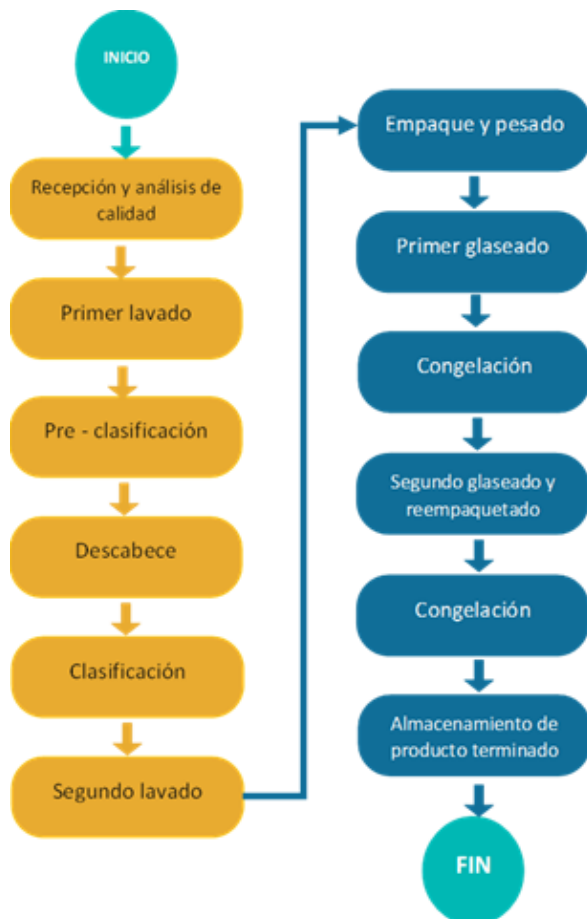 INICIO
Recepción y análisis de
calidad
Primer lavado
Pre - clasificación
Descabece
Clasificación
Segundo lavado
Empaque y pesado
Primer glaseado
Congelación
Segundo glaseado y
reempaquetado
Congelación
Almacenamiento de
producto terminado
FIN